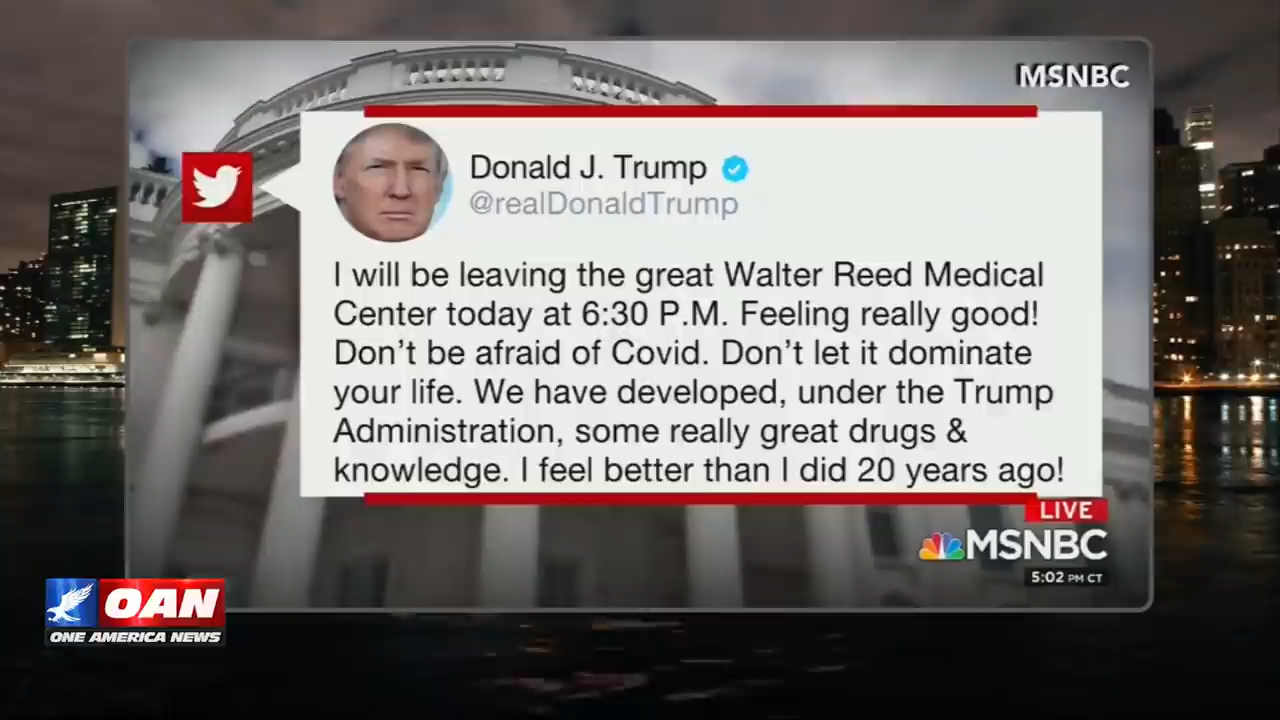 MSNBC
Donald J. Trump
@realDonaldTrump
I will be leaving the great Walter Reed Medical
Center today at 6:30 P.M. Feeling really good!
Don't be afraid of Covid. Don't let it dominate
your life. We have developed, under the Trump
Administration, some really great drugs &
knowledge. I feel better than I did 20 years ago!
LIVE
MSNBC
5:02 PM CT
OAN
ONE AMERICA NEWS